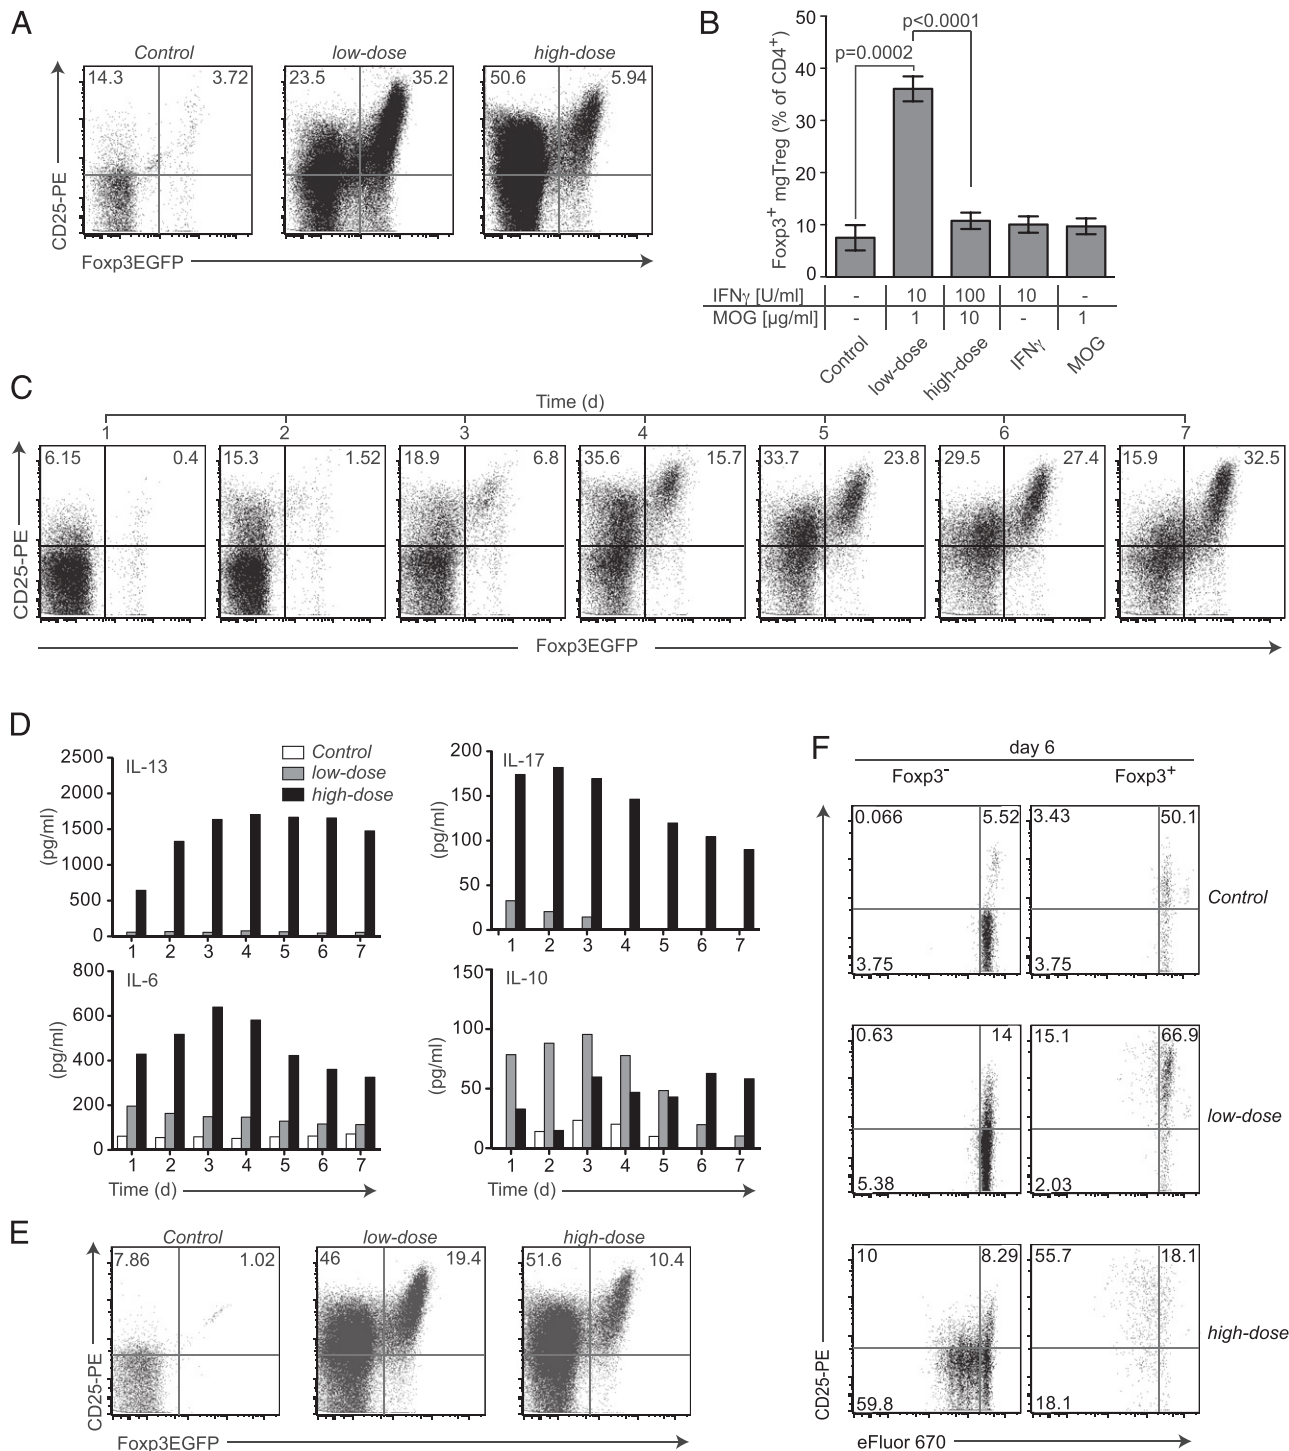 A
Control
low-dose
high-dose
14.3
3.72
23.5
35.2
50.6
5.94
CD25-PE
Foxp3EGFP
B
p<0.0001
p=0.0002
Foxp3+ mgTreg (% of CD4+)
50
40
30
20
10
0
IFNγ [U/ml] - 10 100 10 -
MOG [µg/ml] - 1 10 - 1
Control
low-dose
high-dose
IFNγ
MOG
C
Time (d)
1 2 3 4 5 6 7
6.15 0.4 15.3 1.52 18.9 6.8 35.6 15.7 33.7 23.8 29.5 27.4 15.9 32.5
CD25-PE
Foxp3EGFP
D
Control
low-dose
high-dose
IL-13
(pg/ml)
2500
2000
1500
1000
500
0
1 2 3 4 5 6 7
IL-17
(pg/ml)
200
150
100
50
0
1 2 3 4 5 6 7
IL-6
(pg/ml)
800
600
400
200
0
1 2 3 4 5 6 7
Time (d)
IL-10
(pg/ml)
150
100
50
0
1 2 3 4 5 6 7
Time (d)
E
Control
low-dose
high-dose
7.86
1.02
46
19.4
51.6
10.4
CD25-PE
Foxp3EGFP
F
day 6
Foxp3-
Foxp3+
0.066 5.52 3.43 50.1
Control
3.75 3.75
0.63 14 15.1 66.9
low-dose
5.38 2.03
10 8.29 55.7 18.1
high-dose
59.8 18.1
CD25-PE
eFluor 670